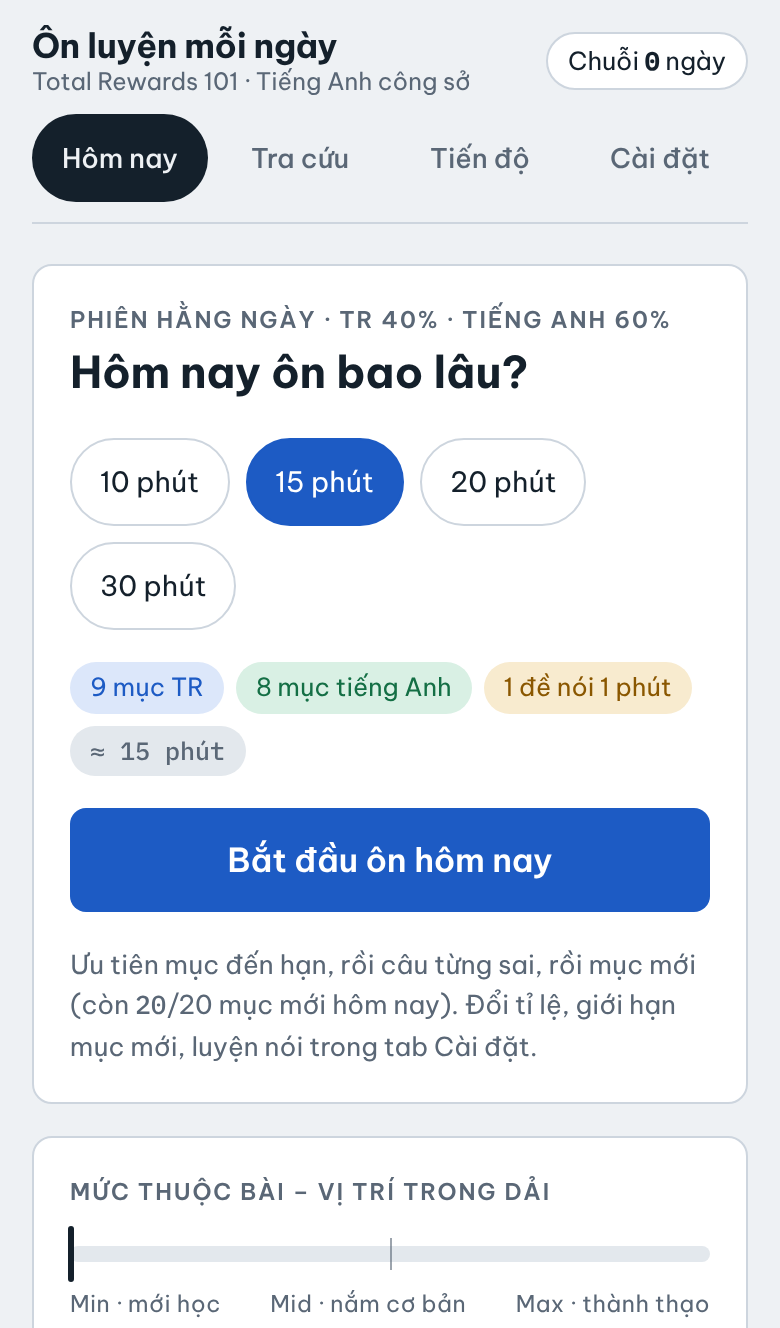 Ôn luyện mỗi ngày
Total Rewards 101 · Tiếng Anh công sở
Chuỗi 0 ngày
Hôm nay
Tra cứu
Tiến độ
Cài đặt
PHIÊN HẰNG NGÀY · TR 40% · TIẾNG ANH 60%
Hôm nay ôn bao lâu?
10 phút
15 phút
20 phút
30 phút
9 mục TR
8 mục tiếng Anh
1 đề nói 1 phút
≈ 15 phút
Bắt đầu ôn hôm nay
Ưu tiên mục đến hạn, rồi câu từng sai, rồi mục mới
(còn 20/20 mục mới hôm nay). Đổi tỉ lệ, giới hạn
mục mới, luyện nói trong tab Cài đặt.
MỨC THUỘC BÀI – VỊ TRÍ TRONG DẢI
Min · mới học
Mid · nắm cơ bản
Max · thành thạo